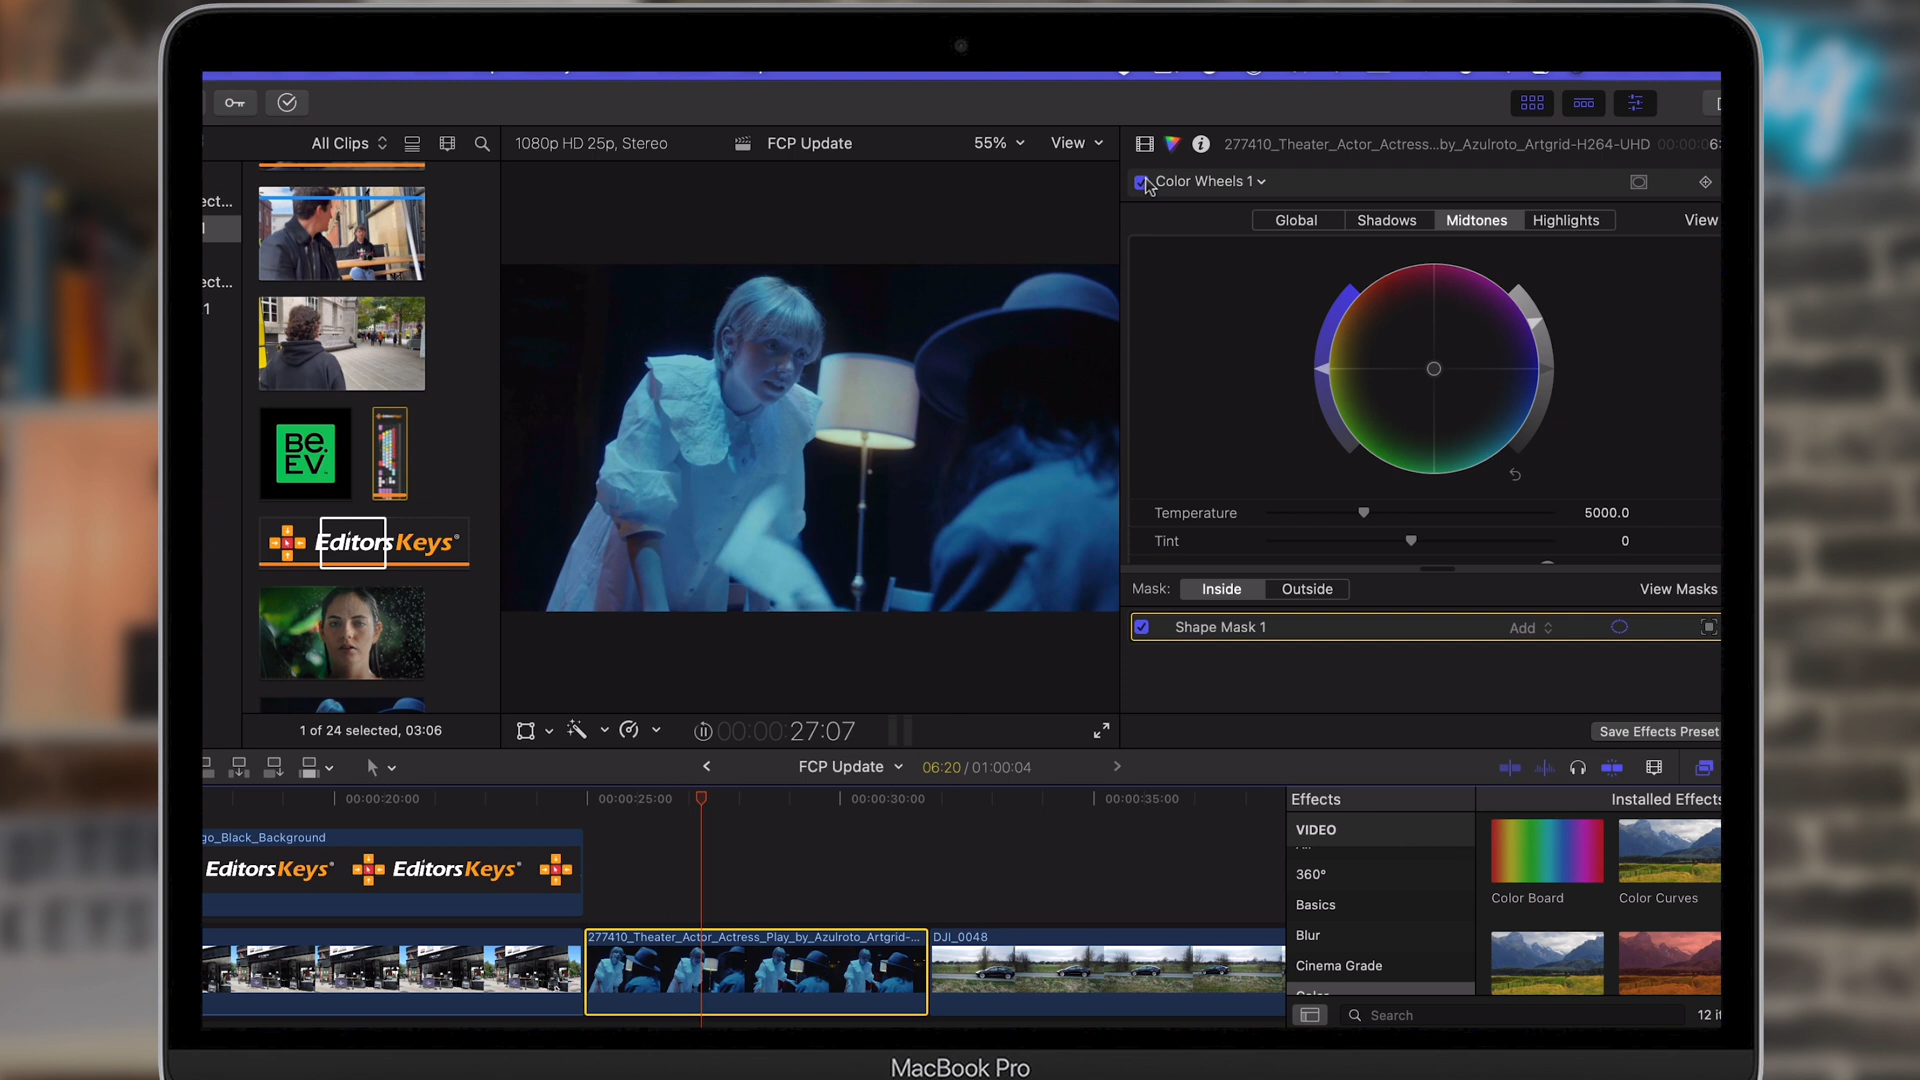 All Clips
1080p HD 25p, Stereo
FCP Update
55%
View
277410_Theater_Actor_Actress...by_Azulroto_Artgrid-H264-UHD
00:00:06:
Color Wheels 1
Global
Shadows
Midtones
Highlights
View
ect...
ect...
1
BE.
EV
EditorsKeys
Temperature
5000.0
Tint
0
Mask:
Inside
Outside
View Masks
Shape Mask 1
Add
1 of 24 selected, 03:06
00:00:27:07
Save Effects Preset
FCP Update
06:20 / 01:00:04
00:00:20:00
00:00:25:00
00:00:30:00
00:00:35:00
Effects
Installed Effects
VIDEO
360°
Basics
Blur
Cinema Grade
Color
Color Board
Color Curves
Search
go_Black_Background
EditorsKeys
EditorsKeys
277410_Theater_Actor_Actress_Play_by_Azulroto_Artgrid-...
DJI_0048
MacBook Pro